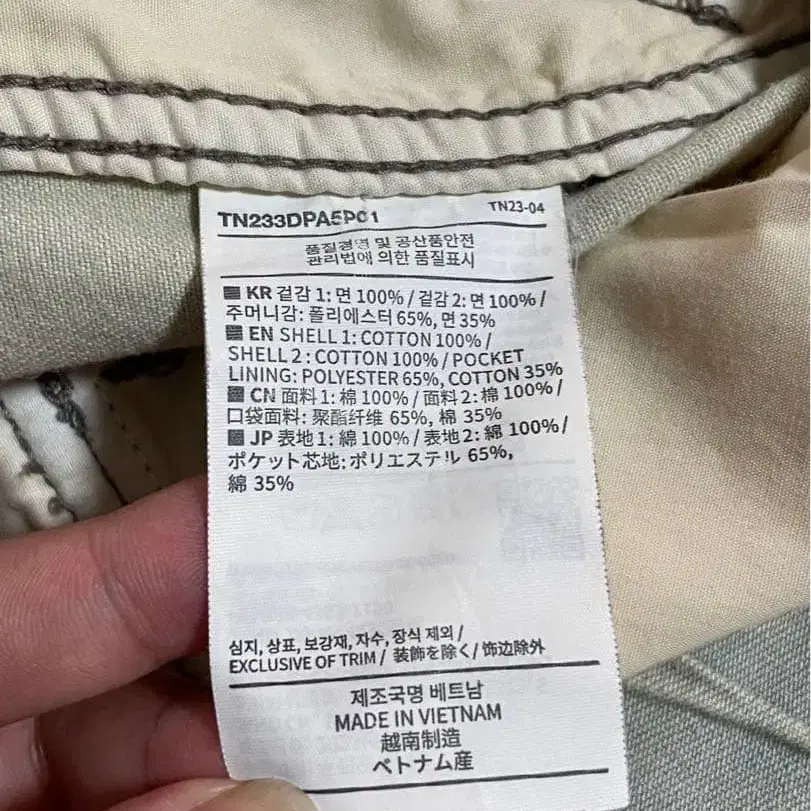 TN233DPA5P01
TN23-04
품질경영 및 공산품안전
관리법에 의한 품질표시
KR 겉감 1: 면 100% / 겉감 2: 면 100% /
주머니감: 폴리에스터 65%, 면 35%
EN SHELL 1: COTTON 100% /
SHELL 2: COTTON 100% / POCKET
LINING: POLYESTER 65%, COTTON 35%
CN 面料1: 棉 100% / 面料2: 棉 100% /
口袋面料: 聚酯纤维 65%, 棉 35%
JP 表地1: 綿 100% / 表地2: 綿 100% /
ポケット芯地: ポリエステル 65%,
綿 35%
심지, 상표, 보강재, 자수, 장식 제외 /
EXCLUSIVE OF TRIM / 装飾を除く / 饰边除外
제조국명 베트남
MADE IN VIETNAM
越南制造
ベトナム産